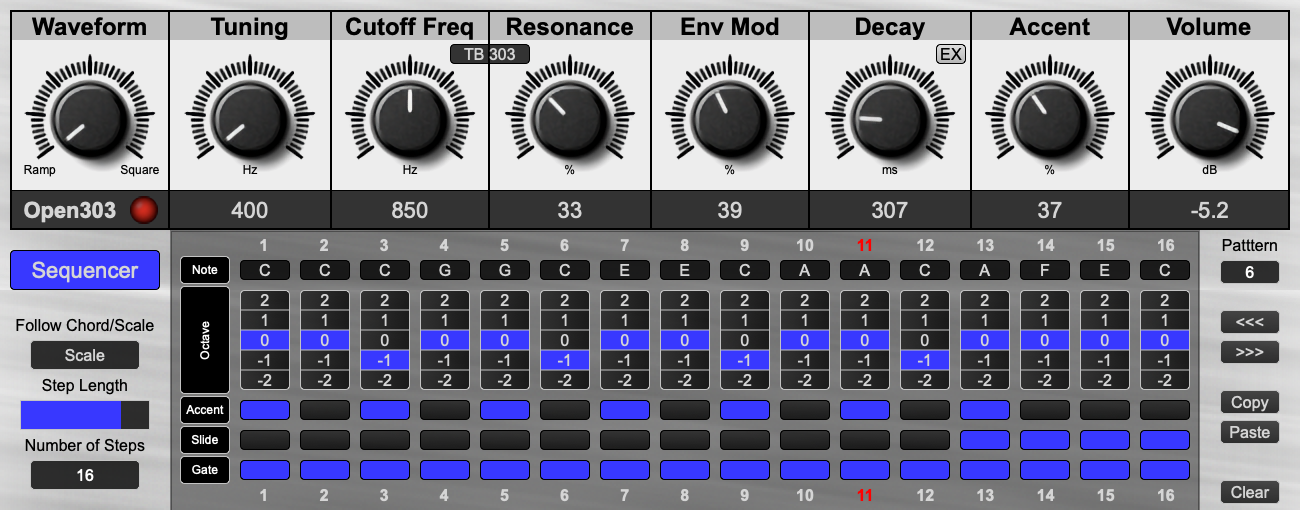 Waveform Tuning Cutoff Freq Resonance Env Mod Decay Accent Volume
TB 303 EX
Ramp Square Hz Hz % % ms % dB
Open303 400 850 33 39 307 37 -5.2
1 2 3 4 5 6 7 8 9 10 11 12 13 14 15 16 Patttern
Sequencer Note C C C G G C E E C A A C A F E C 6
2 2 2 2 2 2 2 2 2 2 2 2 2 2 2 2
1 1 1 1 1 1 1 1 1 1 1 1 1 1 1 1 <<<
Follow Chord/Scale Octave 0 0 0 0 0 0 0 0 0 0 0 0 0 0 0 0
Scale -1 -1 -1 -1 -1 -1 -1 -1 -1 -1 -1 -1 -1 -1 -1 -1 >>>
Step Length -2 -2 -2 -2 -2 -2 -2 -2 -2 -2 -2 -2 -2 -2 -2 -2
Accent Copy
Number of Steps Slide Paste
16 Gate
1 2 3 4 5 6 7 8 9 10 11 12 13 14 15 16 Clear